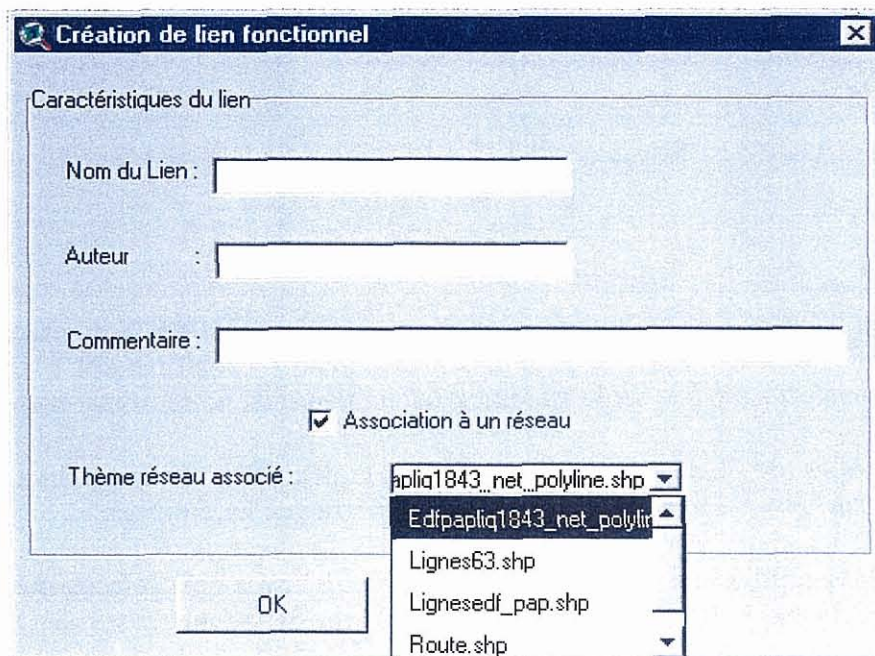 Création de lien fonctionnel
Caractéristiques du lien
Nom du Lien :
Auteur :
Commentaire :
Association à un réseau
Thème réseau associé :
apliq1843_net_polyline.shp
Edfpapliq1843_net_polylin
Lignes63.shp
Lignesedf_pap.shp
Route.shp
OK